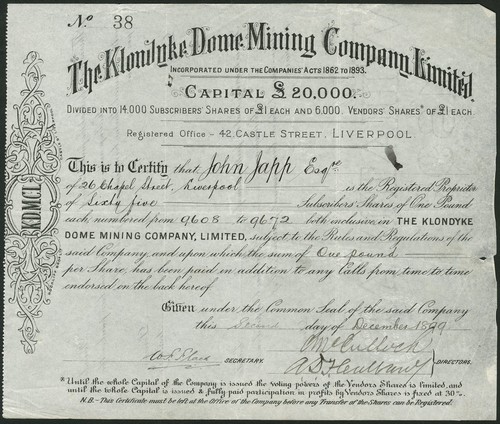 No. 38
The Klondyke Dome Mining Company, Limited.
INCORPORATED UNDER THE COMPANIES' ACTS 1862 TO 1893.
CAPITAL £20,000.
DIVIDED INTO 14,000 SUBSCRIBERS' SHARES OF £1 EACH AND 6,000 VENDORS' SHARES* OF £1 EACH
Registered Office - 42, CASTLE STREET, LIVERPOOL
This is to Certify that John Japp Esqre
of 26, Chapel Street, Liverpool is the Registered Proprietor
of Sixty five Subscribers' Shares of One Pound
each, numbered from 9608 to 9672 both inclusive in THE KLONDYKE
DOME MINING COMPANY, LIMITED, subject to the Rules and Regulations of the
said Company, and upon which the sum of One pound
per Share, has been paid in addition to any Calls from time to time
endorsed on the back hereof
Given under the Common Seal of the said Company
this Second day of December 1899
McCulloch
SECRETARY.
DIRECTORS.
*Until the whole Capital of the Company is issued the voting powers of the Vendors Shares is limited, and
until the whole Capital is issued & fully paid participation in profits by Vendors Shares is fixed at 30%.
N.B. - This Certificate must be left at the Office of the Company before any Transfer of the Shares can be Registered.
KKDMCL